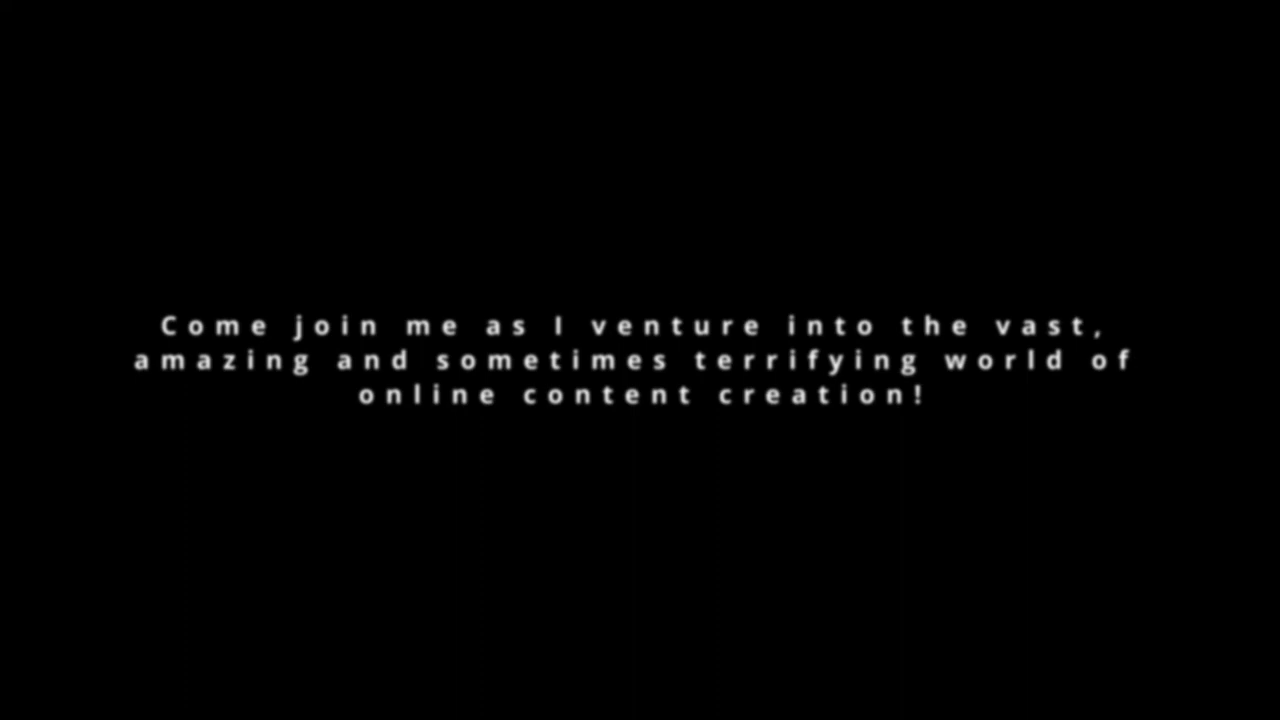 Come join me as I venture into the vast,
amazing and sometimes terrifying world of
online content creation!